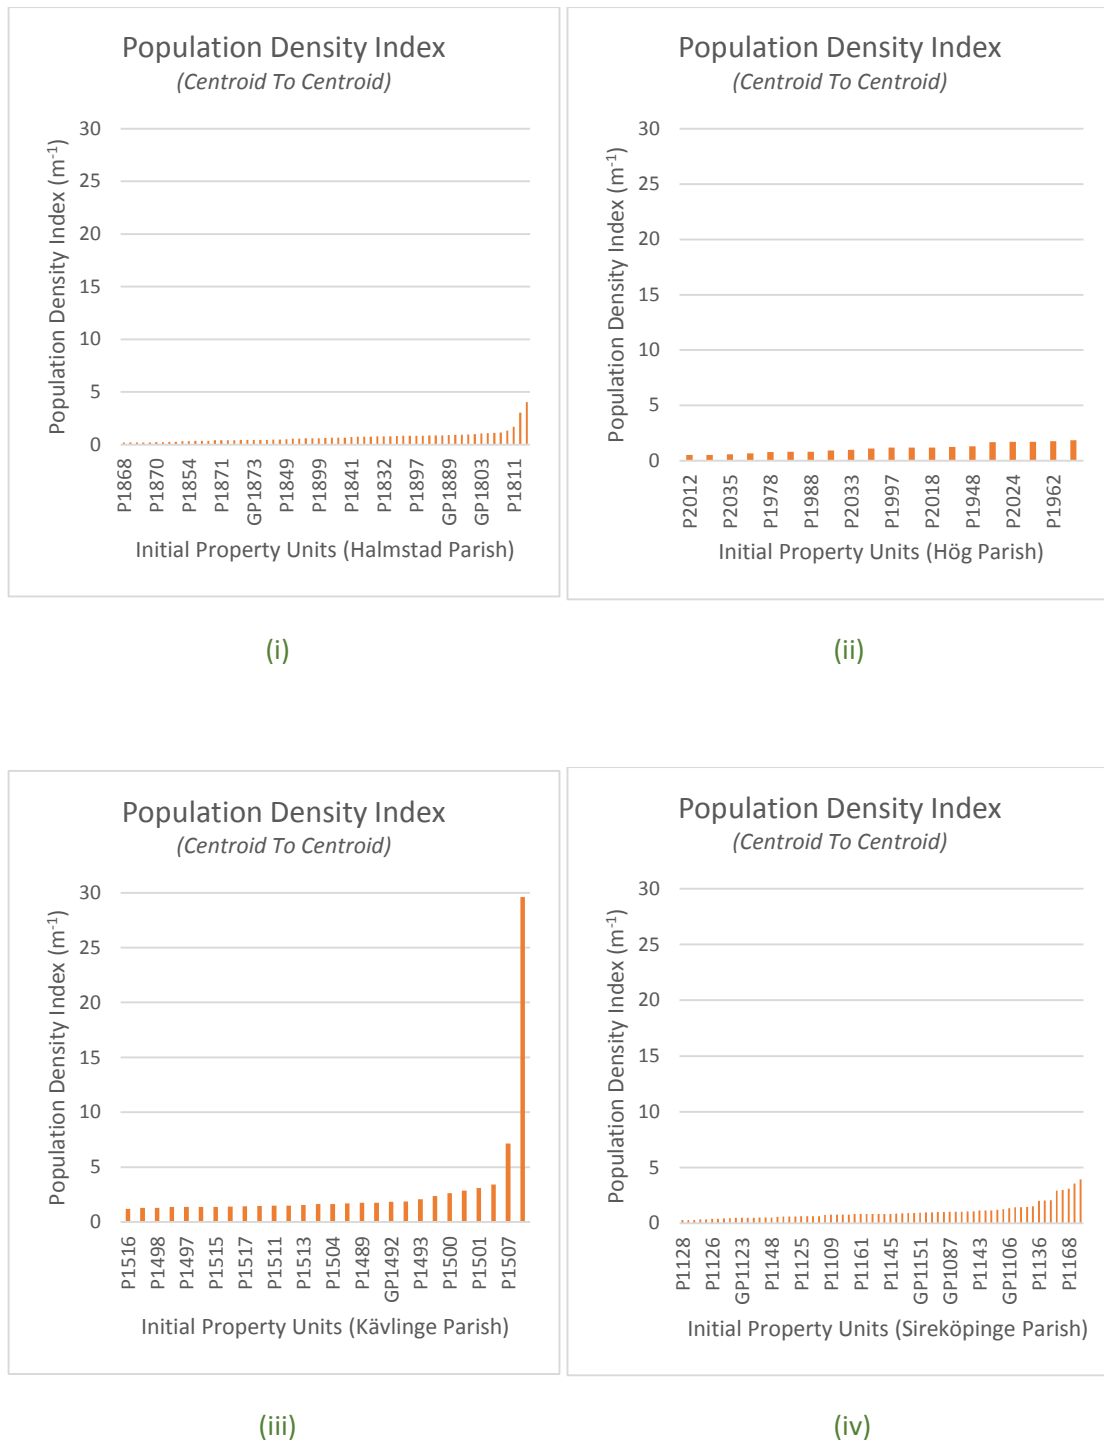 Population Density Index
(Centroid To Centroid)
Population Density Index (m-1)
30
25
20
15
10
5
0
P1868
P1870
P1854
P1871
GP1873
P1849
P1899
P1841
P1832
P1897
GP1889
GP1803
P1811
Initial Property Units (Halmstad Parish)
(i)
Population Density Index
(Centroid To Centroid)
Population Density Index (m-1)
30
25
20
15
10
5
0
P2012
P2035
P1978
P1988
P2033
P1997
P2018
P1948
P2024
P1962
Initial Property Units (Hög Parish)
(ii)
Population Density Index
(Centroid To Centroid)
Population Density Index (m-1)
30
25
20
15
10
5
0
P1516
P1498
P1497
P1515
P1517
P1511
P1513
P1504
P1489
GP1492
P1493
P1500
P1501
P1507
Initial Property Units (Kävlinge Parish)
(iii)
Population Density Index
(Centroid To Centroid)
Population Density Index (m-1)
30
25
20
15
10
5
0
P1128
P1126
GP1123
P1148
P1125
P1109
P1161
P1145
GP1151
GP1087
P1143
GP1106
P1136
P1168
Initial Property Units (Sireköpinge Parish)
(iv)